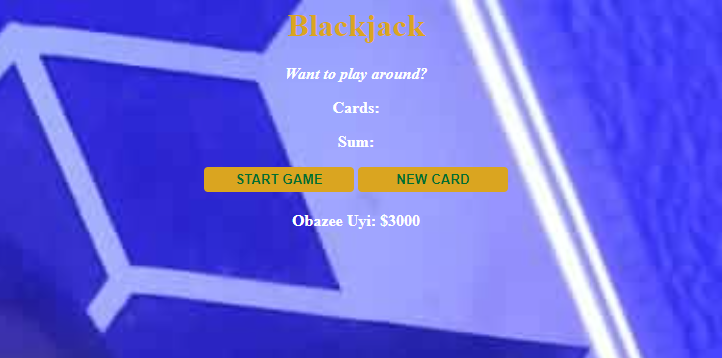 Blackjack
Want to play around?
Cards:
Sum:
START GAME NEW CARD
Obazee Uyi: $3000